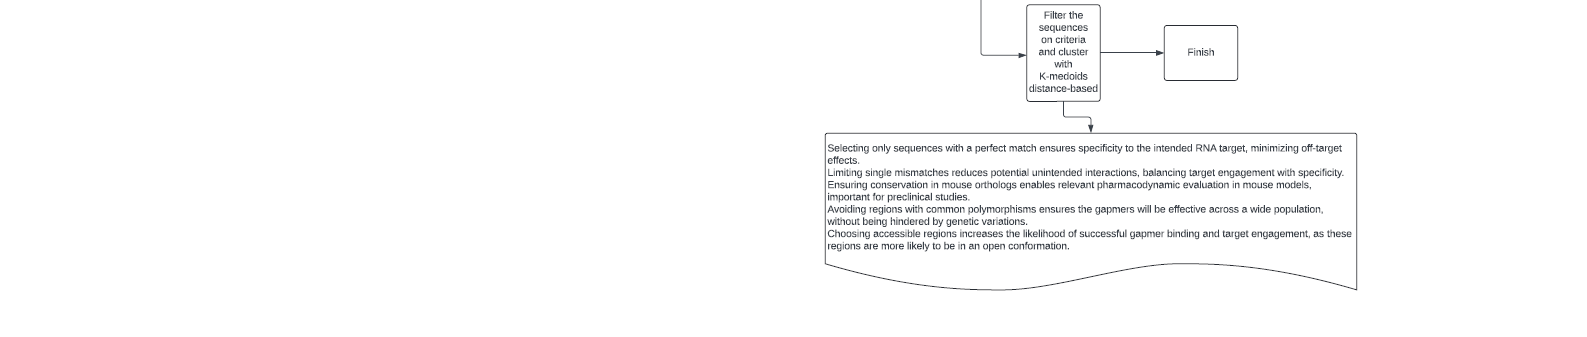 Filter the
sequences
on criteria
and cluster
with
K-medoids
distance-based
Finish
Selecting only sequences with a perfect match ensures specificity to the intended RNA target, minimizing off-target
effects.
Limiting single mismatches reduces potential unintended interactions, balancing target engagement with specificity.
Ensuring conservation in mouse orthologs enables relevant pharmacodynamic evaluation in mouse models,
important for preclinical studies.
Avoiding regions with common polymorphisms ensures the gapmers will be effective across a wide population,
without being hindered by genetic variations.
Choosing accessible regions increases the likelihood of successful gapmer binding and target engagement, as these
regions are more likely to be in an open conformation.